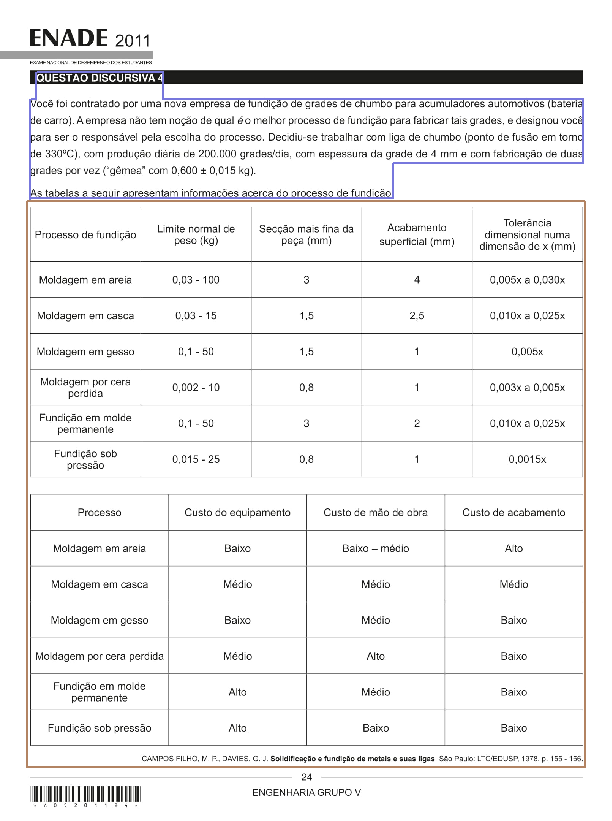 ENADE 2011
EXAME NACIONAL DE DESEMPENHO DOS ESTUDANTES
QUESTÃO DISCURSIVA 4
Você foi contratado por uma nova empresa de fundição de grades de chumbo para acumuladores automotivos (bateria
de carro). A empresa não tem noção de qual é o melhor processo de fundição para fabricar tais grades, e designou você
para ser o responsável pela escolha do processo. Decidiu-se trabalhar com liga de chumbo (ponto de fusão em torno
de 330ºC), com produção diária de 200.000 grades/dia, com espessura da grade de 4 mm e com fabricação de duas
grades por vez (“gêmea” com 0,600 ± 0,015 kg).
As tabelas a seguir apresentam informações acerca do processo de fundição.
Processo de fundição Limite normal de peso (kg) Secção mais fina da peça (mm) Acabamento superficial (mm) Tolerância dimensional numa dimensão de x (mm)
Moldagem em areia 0,03 - 100 3 4 0,005x a 0,030x
Moldagem em casca 0,03 - 15 1,5 2,5 0,010x a 0,025x
Moldagem em gesso 0,1 - 50 1,5 1 0,005x
Moldagem por cera perdida 0,002 - 10 0,8 1 0,003x a 0,005x
Fundição em molde permanente 0,1 - 50 3 2 0,010x a 0,025x
Fundição sob pressão 0,015 - 25 0,8 1 0,0015x
Processo Custo do equipamento Custo de mão de obra Custo de acabamento
Moldagem em areia Baixo Baixo – médio Alto
Moldagem em casca Médio Médio Médio
Moldagem em gesso Baixo Médio Baixo
Moldagem por cera perdida Médio Alto Baixo
Fundição em molde permanente Alto Médio Baixo
Fundição sob pressão Alto Baixo Baixo
CAMPOS FILHO, M. P., DAVIES, G. J. Solidificação e fundição de metais e suas ligas. São Paulo: LTC/EDUSP, 1978, p.
24
ENGENHARIA GRUPO V